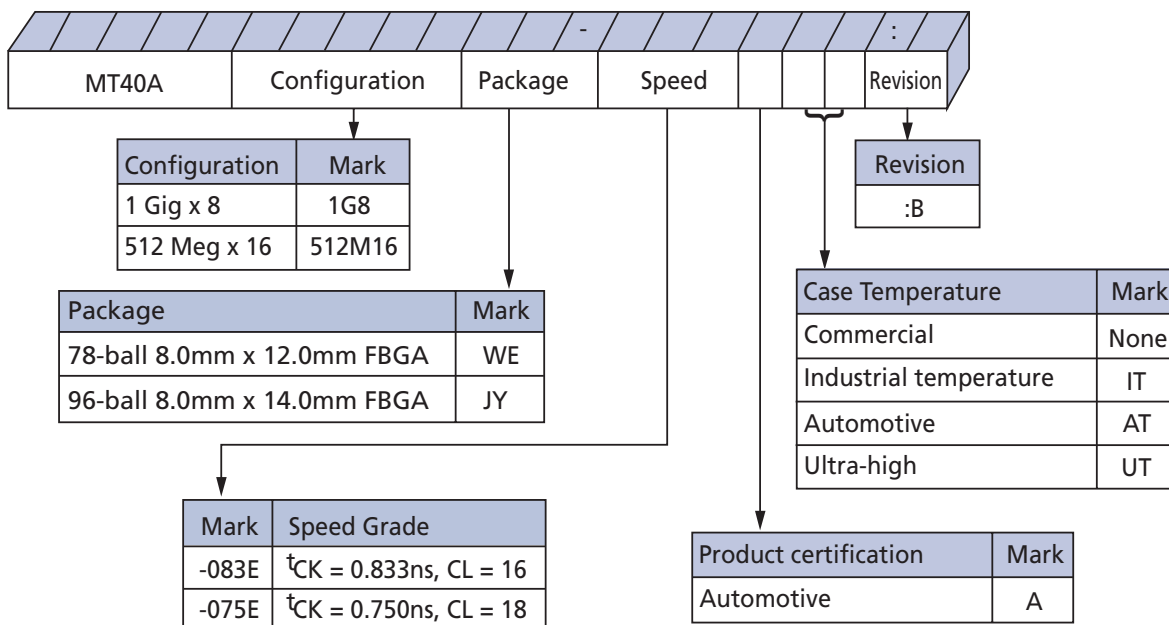 - :
MT40A Configuration Package Speed Revision
Configuration Mark
1 Gig x 8 1G8
512 Meg x 16 512M16
Revision
:B
Package Mark
78-ball 8.0mm x 12.0mm FBGA WE
96-ball 8.0mm x 14.0mm FBGA JY
Case Temperature Mark
Commercial None
Industrial temperature IT
Automotive AT
Ultra-high UT
Mark Speed Grade
-083E tCK = 0.833ns, CL = 16
-075E tCK = 0.750ns, CL = 18
Product certification Mark
Automotive A